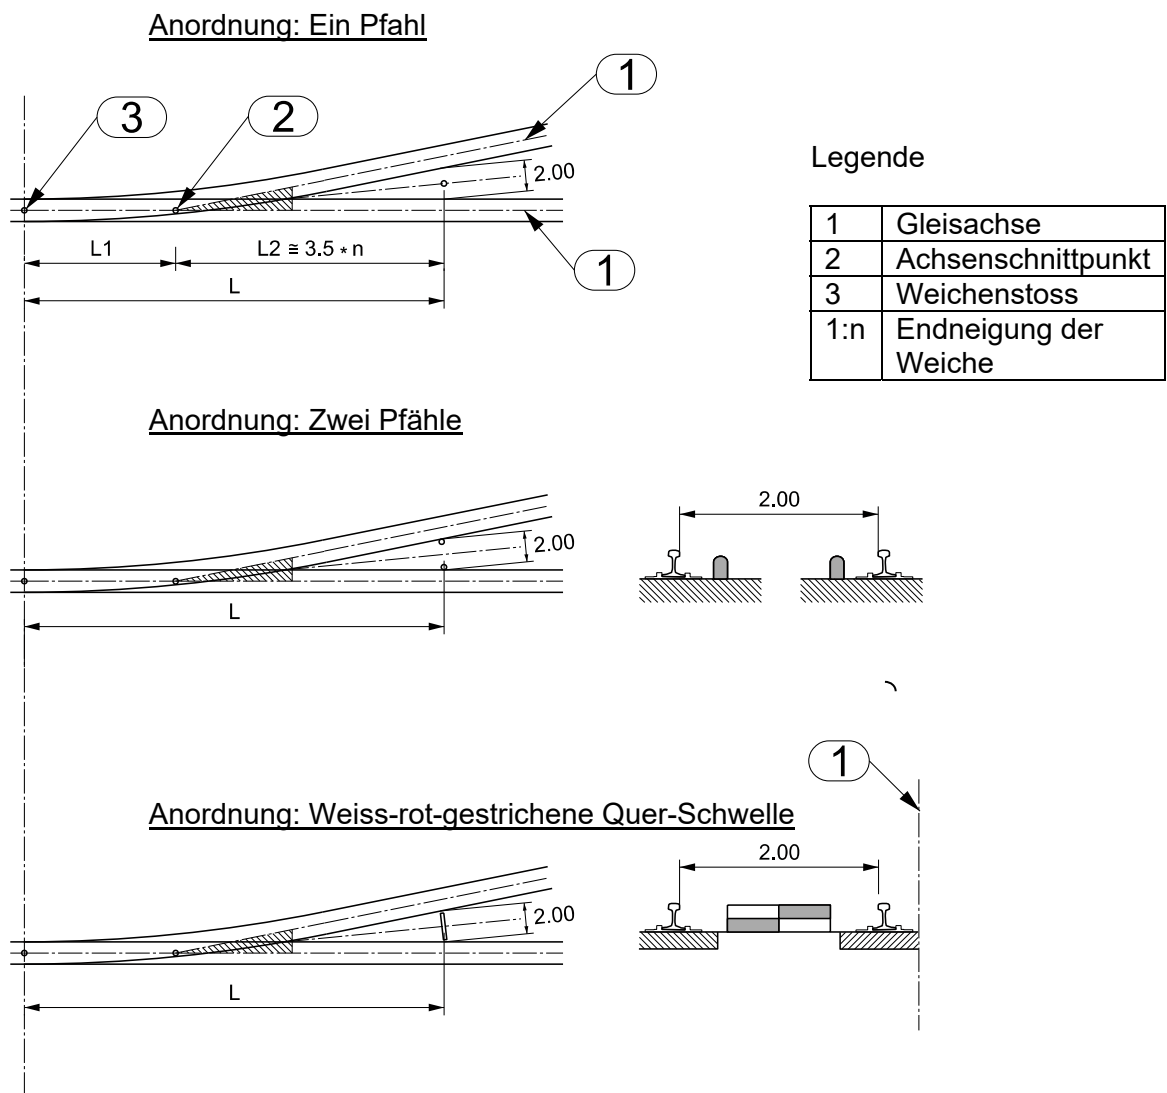 Anordnung: Ein Pfahl
1
3
2
2.00
L1
L2 ≅ 3.5 * n
1
L
Legende
1 Gleisachse
2 Achsenschnittpunkt
3 Weichenstoss
1:n Endneigung der
Weiche
Anordnung: Zwei Pfähle
2.00
L
2.00
1
Anordnung: Weiss-rot-gestrichene Quer-Schwelle
2.00
L
2.00